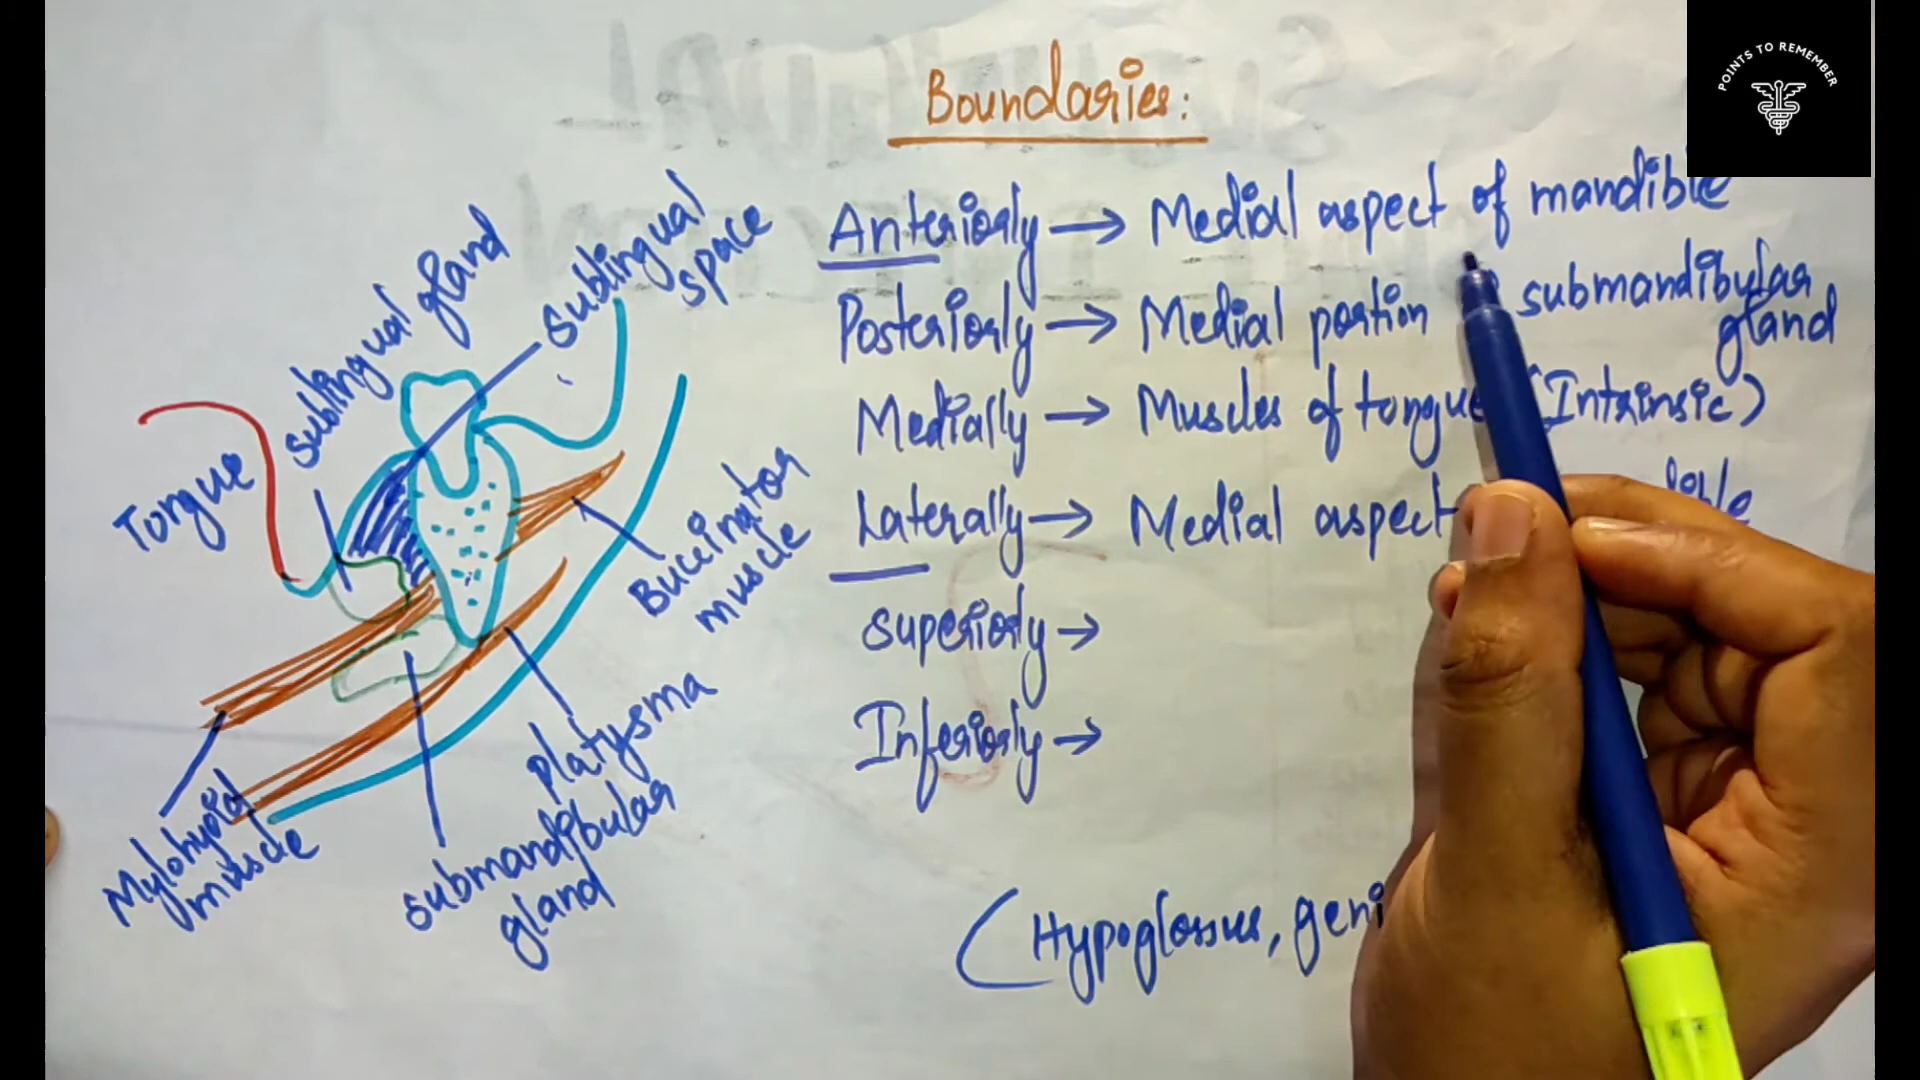 POINTS TO REMEMBER
Boundaries:
Anteriorly → Medial aspect of mandible
Posteriorly → Medial portion submandibular
gland
Medially → Muscles of tongue (Intrinsic)
Laterally → Medial aspect
Superiorly →
Inferiorly →
(Hypoglossus, geni
Tongue
Sublingual gland
Sublingual
space
Buccinator
muscle
Platysma
Submandibular
gland
Mylohyoid
muscle